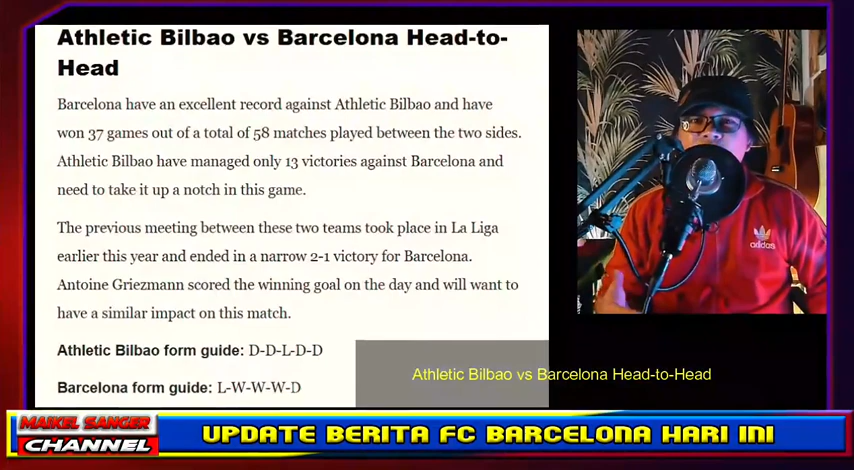 Athletic Bilbao vs Barcelona Head-to-
Head
Barcelona have an excellent record against Athletic Bilbao and have
won 37 games out of a total of 58 matches played between the two sides.
Athletic Bilbao have managed only 13 victories against Barcelona and
need to take it up a notch in this game.
The previous meeting between these two teams took place in La Liga
earlier this year and ended in a narrow 2-1 victory for Barcelona.
Antoine Griezmann scored the winning goal on the day and will want to
have a similar impact on this match.
Athletic Bilbao form guide: D-D-L-D-D
Barcelona form guide: L-W-W-W-D
Athletic Bilbao vs Barcelona Head-to-Head
adidas
MAIKEL SANGER
CHANNEL
UPDATE BERITA FC BARCELONA HARI INI